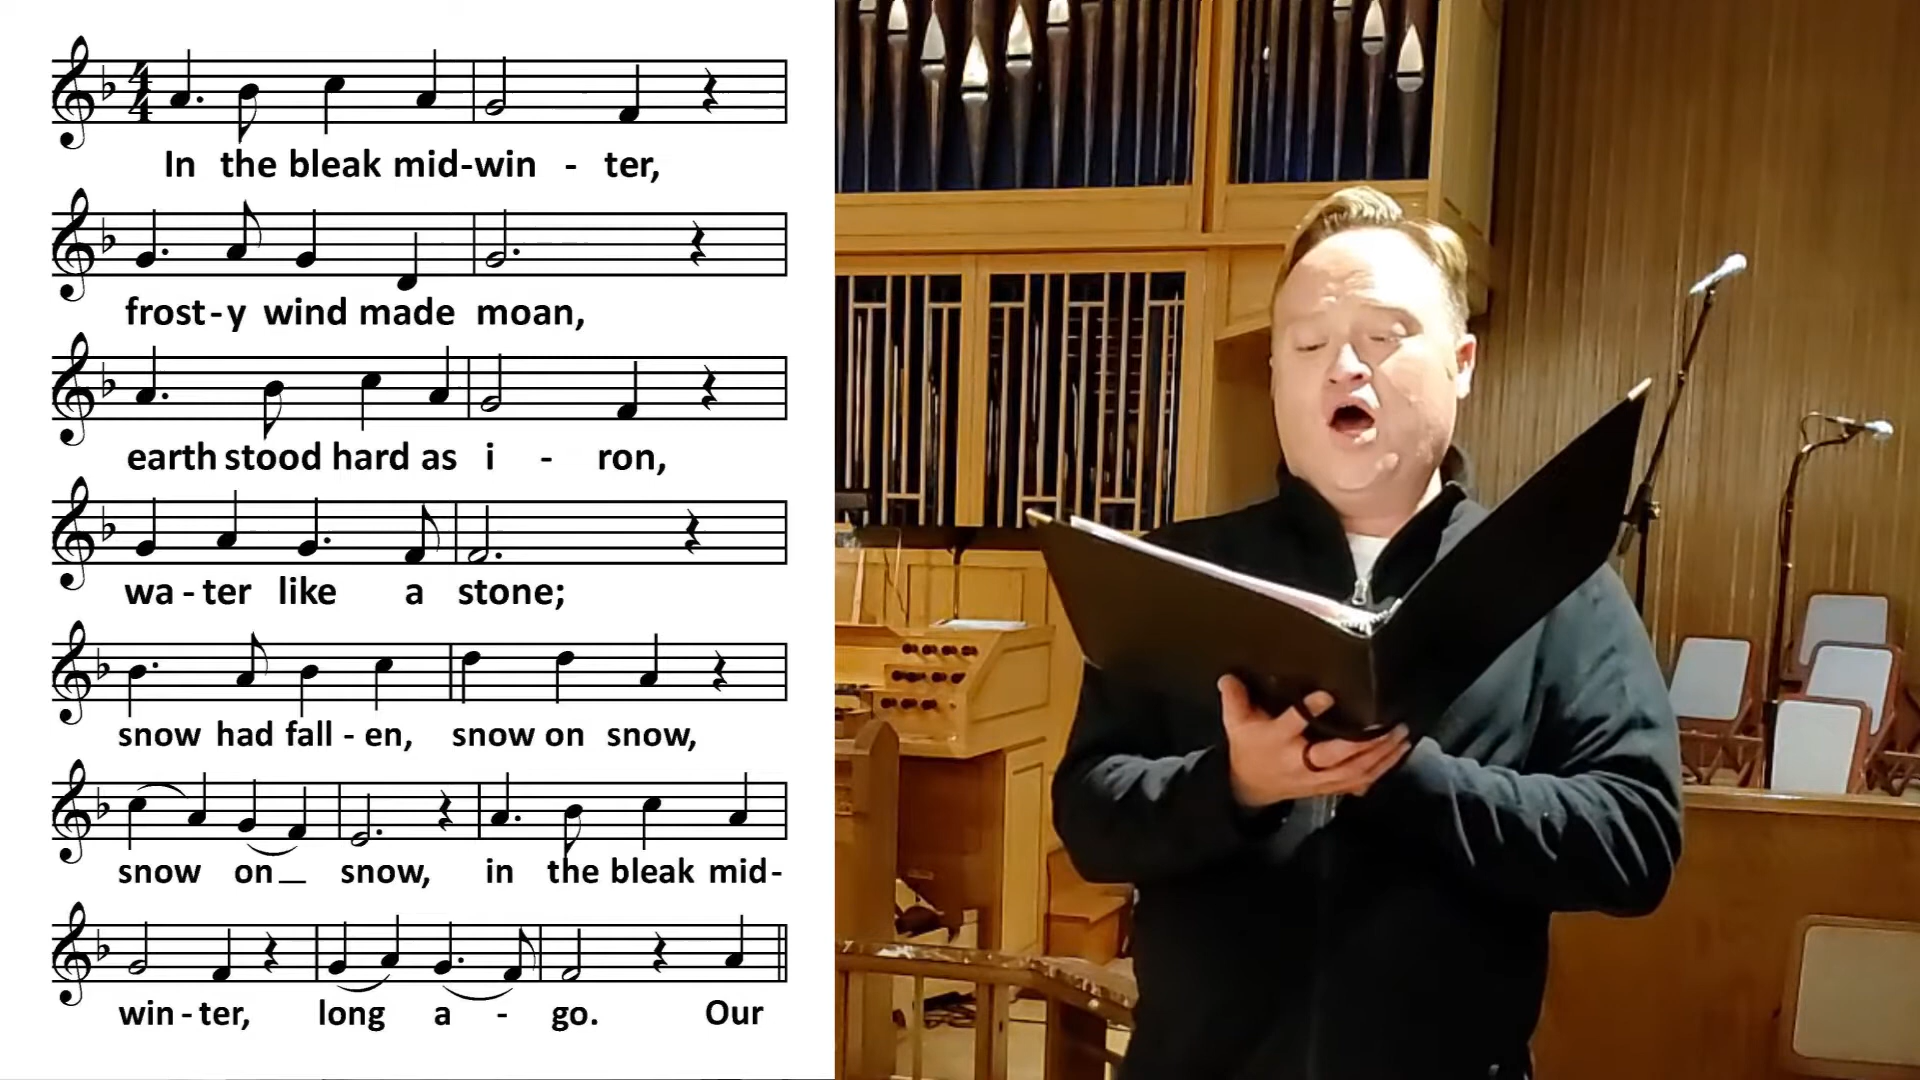 In the bleak mid-win - ter,
frost-y wind made moan,
earth stood hard as i - ron,
wa-ter like a stone;
snow had fall-en, snow on snow,
snow on_ snow, in the bleak mid-
win-ter, long a - go. Our